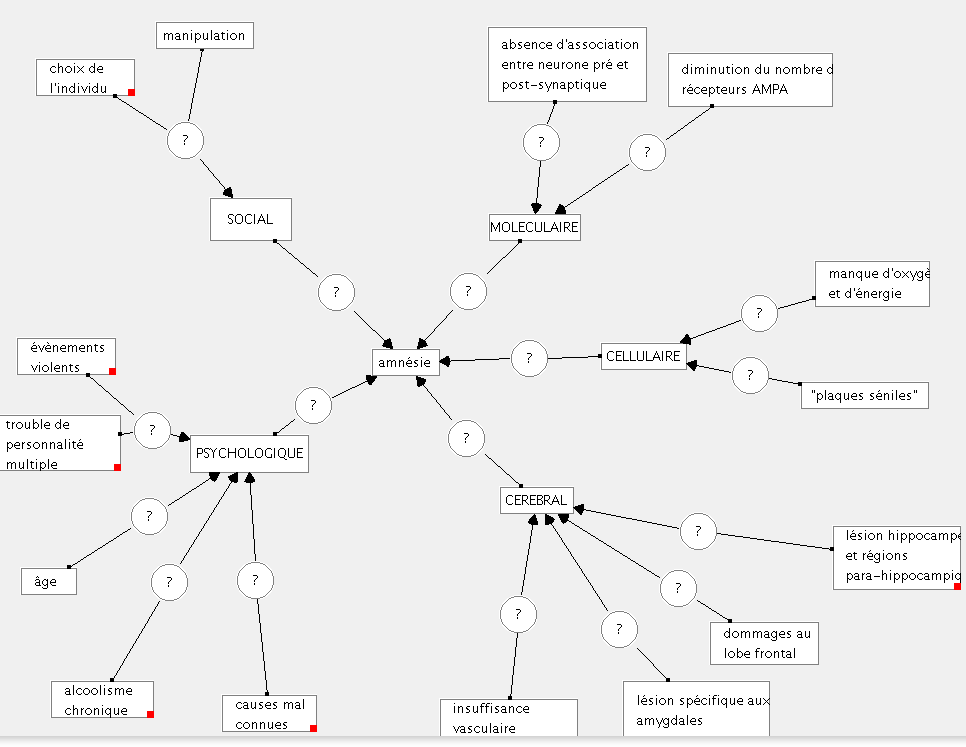 manipulation
choix de
l'individu
?
SOCIAL
?
absence d'association
entre neurone pré et
post-synaptique
diminution du nombre d
récepteurs AMPA
?
?
MOLECULAIRE
?
manque d'oxygè
et d'énergie
?
CELLULAIRE
?
?
"plaques séniles"
amnésie
évènements
violents
trouble de
personnalité
multiple
?
?
PSYCHOLOGIQUE
?
âge
?
alcoolisme
chronique
?
causes mal
connues
?
CEREBRAL
?
lésion hippocampe
et régions
para-hippocampiq
?
dommages au
lobe frontal
?
lésion spécifique aux
amygdales
?
insuffisance
vasculaire